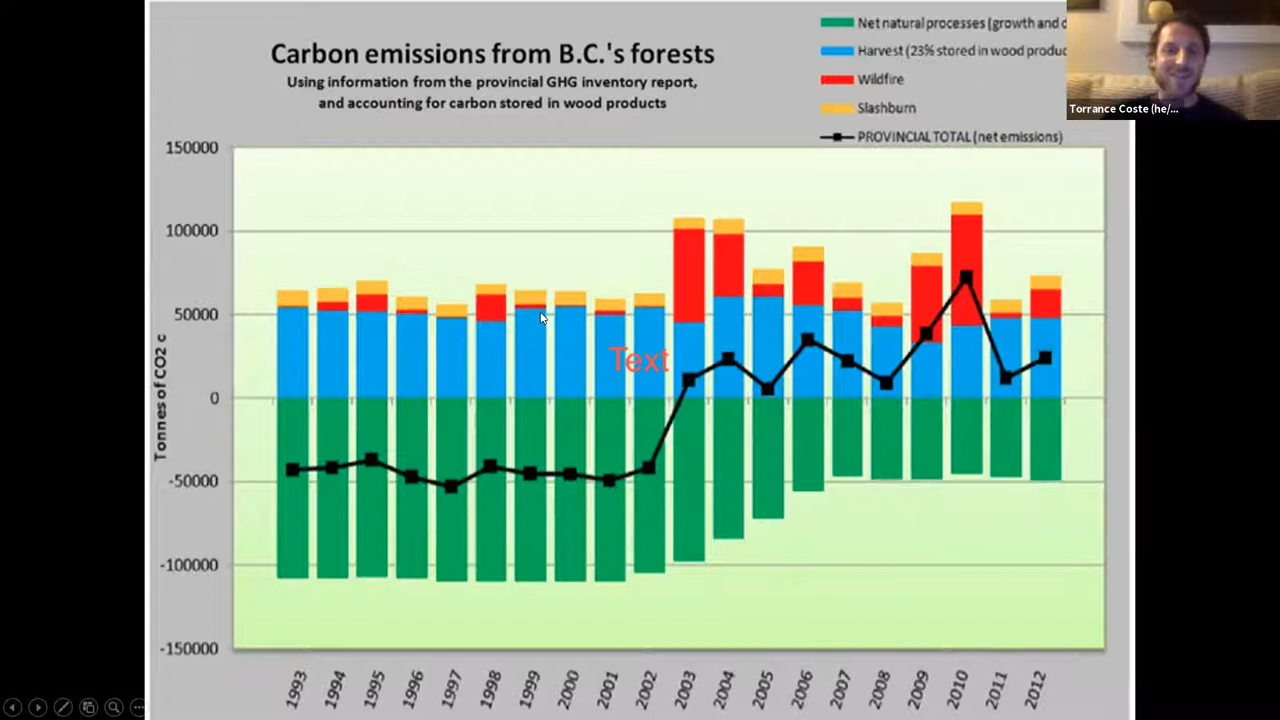 Carbon emissions from B.C.'s forests
Using information from the provincial GHG inventory report,
and accounting for carbon stored in wood products
Net natural processes (growth and
Harvest (23% stored in wood produc
Wildfire
Slashburn
PROVINCIAL TOTAL (net emissions)
Torrance Coste (he/...
Tonnes of CO2 c
150000
100000
50000
0
-50000
-100000
-150000
Text
1993
1994
1995
1996
1997
1998
1999
2000
2001
2002
2003
2004
2005
2006
2007
2008
2009
2010
2011
2012